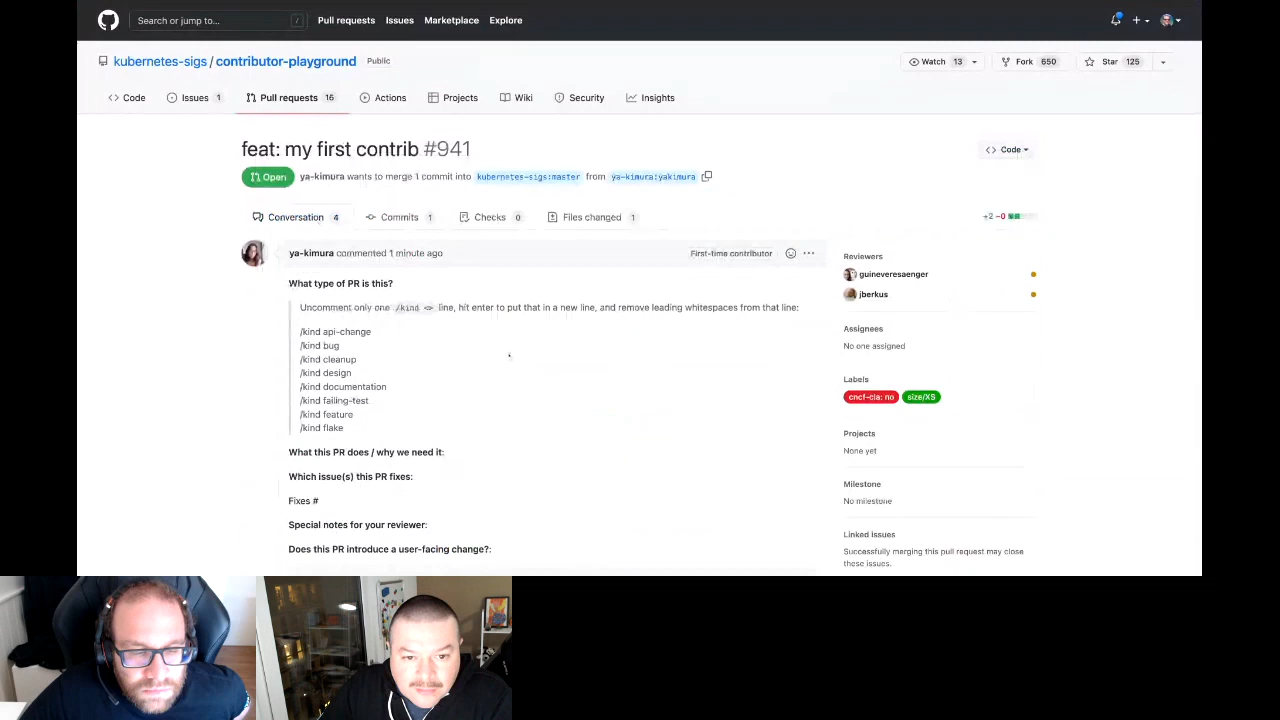 Search or jump to... /
Pull requests Issues Marketplace Explore
kubernetes-sigs / contributor-playground Public
Watch 13 Fork 650 Star 125
Code Issues 1 Pull requests 16 Actions Projects Wiki Security Insights
feat: my first contrib #941
Code
Open ya-kimura wants to merge 1 commit into kubernetes-sigs:master from ya-kimura:yakimura
Conversation 4 Commits 1 Checks 0 Files changed 1
+2 −0
ya-kimura commented 1 minute ago First-time contributor
What type of PR is this?
Uncomment only one /kind <> line, hit enter to put that in a new line, and remove leading whitespaces from that line:
/kind api-change
/kind bug
/kind cleanup
/kind design
/kind documentation
/kind failing-test
/kind feature
/kind flake
What this PR does / why we need it:
Which issue(s) this PR fixes:
Fixes #
Special notes for your reviewer:
Does this PR introduce a user-facing change?:
Reviewers
guineveresaenger
jberkus
Assignees
No one assigned
Labels
cncf-cla: no size/XS
Projects
None yet
Milestone
No milestone
Linked issues
Successfully merging this pull request may close
these issues.